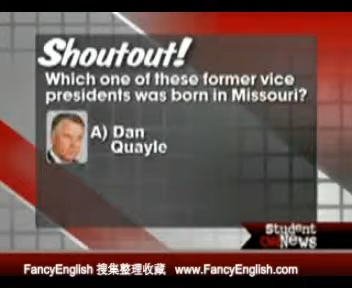 Shoutout!
Which one of these former vice
presidents was born in Missouri?
A) Dan
Quayle
Student
CNN News
FancyEnglish 搜集整理收藏 www.FancyEnglish.com